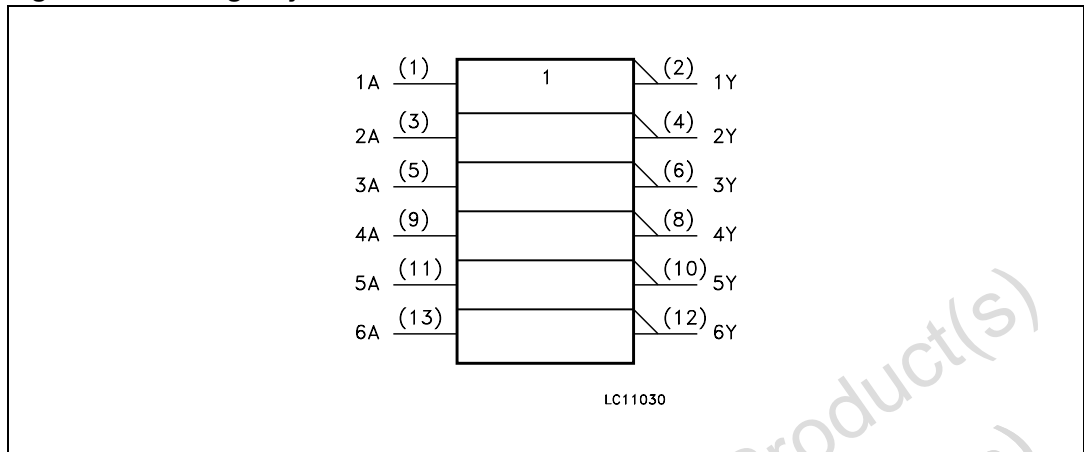 1A (1) 1 (2) 1Y
2A (3) (4) 2Y
3A (5) (6) 3Y
4A (9) (8) 4Y
5A (11) (10) 5Y
6A (13) (12) 6Y
LC11030
roduct(s)